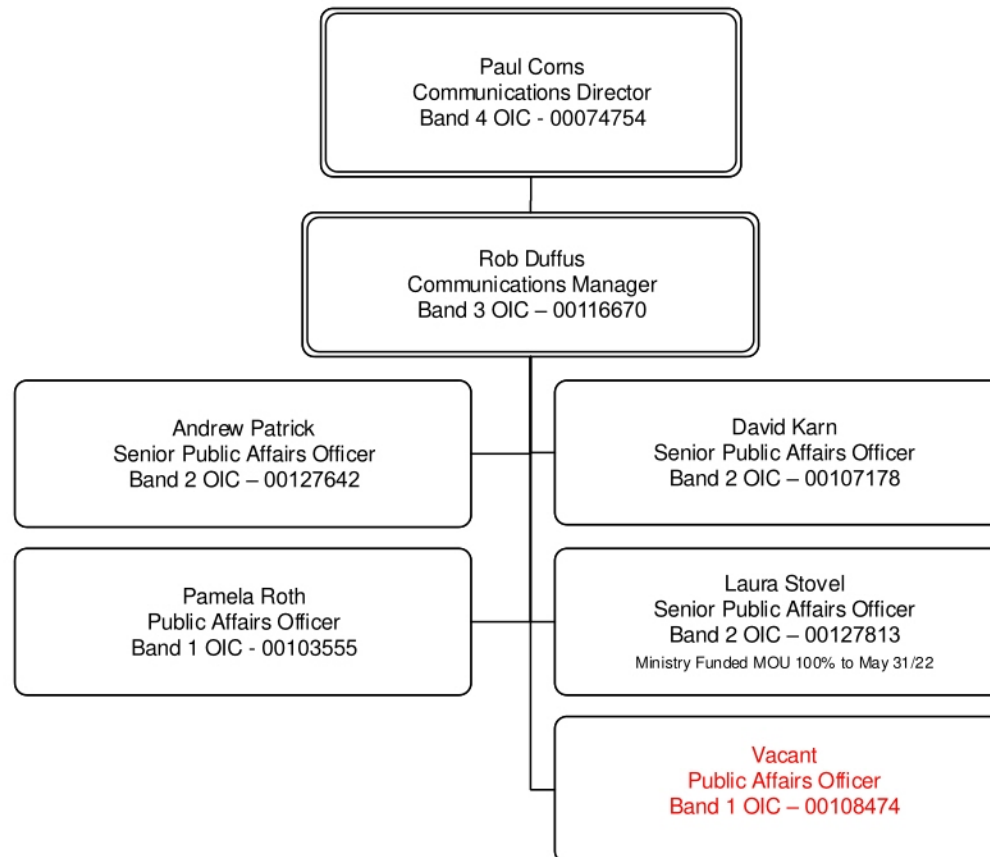 Paul Corns
Communications Director
Band 4 OIC - 00074754
Rob Duffus
Communications Manager
Band 3 OIC – 00116670
Andrew Patrick
Senior Public Affairs Officer
Band 2 OIC – 00127642
David Karn
Senior Public Affairs Officer
Band 2 OIC – 00107178
Pamela Roth
Public Affairs Officer
Band 1 OIC - 00103555
Laura Stovel
Senior Public Affairs Officer
Band 2 OIC – 00127813
Ministry Funded MOU 100% to May 31/22
Vacant
Public Affairs Officer
Band 1 OIC – 00108474